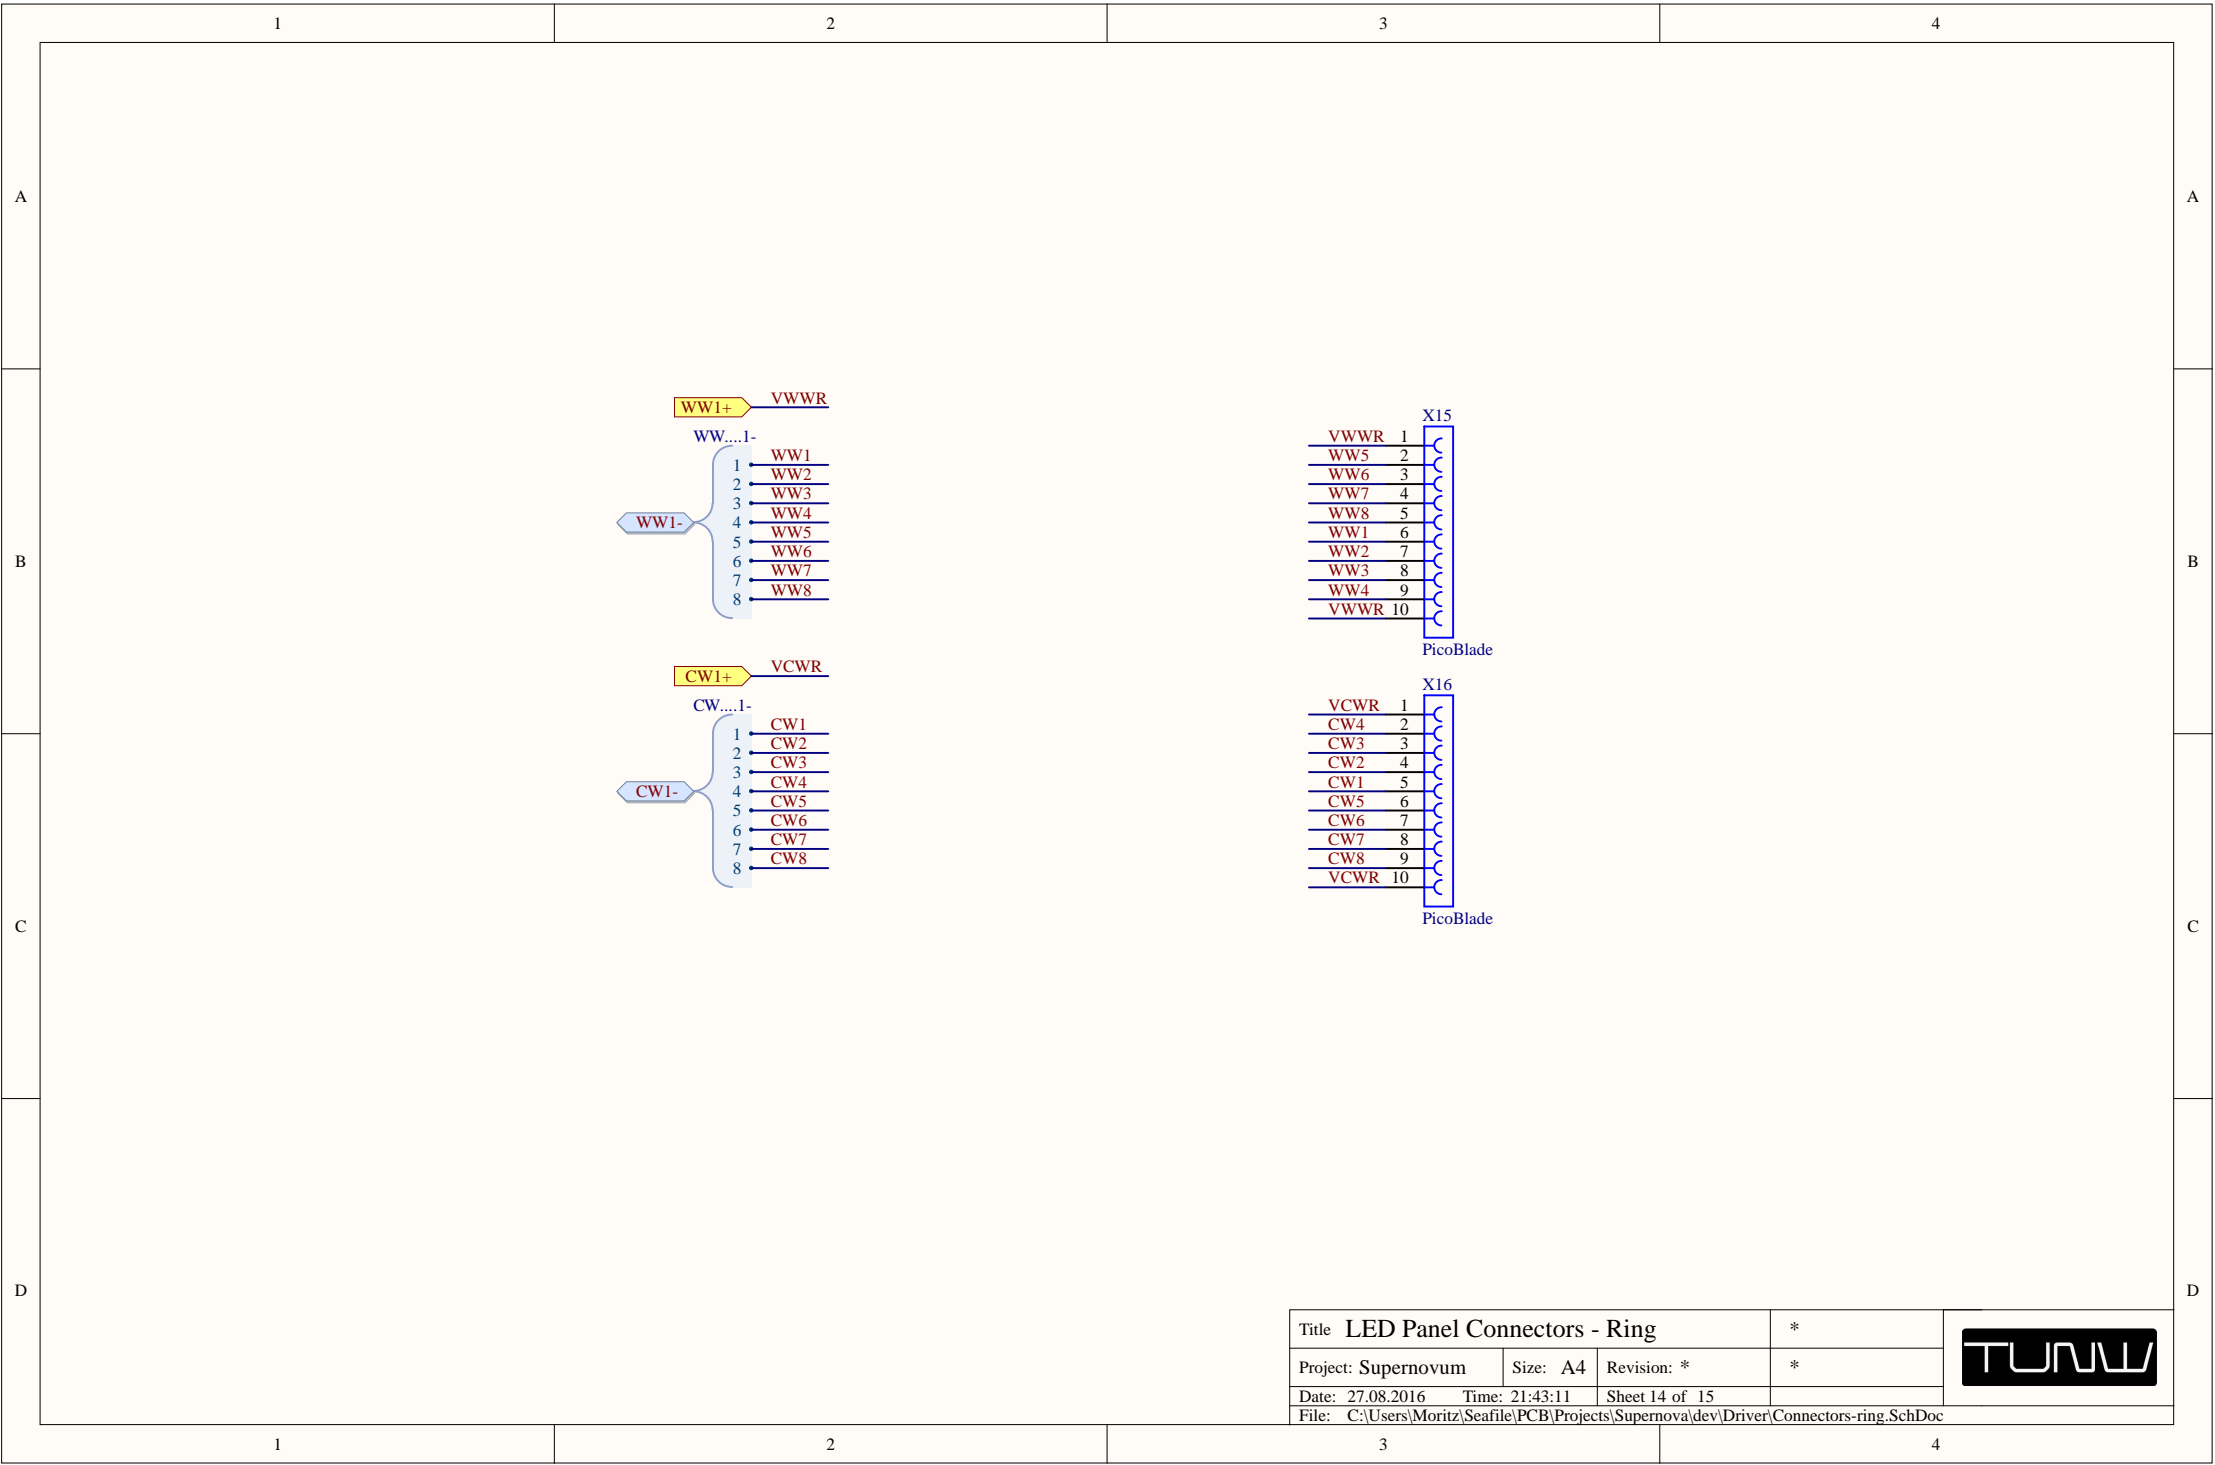 1 2 3 4
A A
B B
C C
D D
WW1+ VWWR
WW....1-
WW1-
1 WW1
2 WW2
3 WW3
4 WW4
5 WW5
6 WW6
7 WW7
8 WW8
CW1+ VCWR
CW....1-
CW1-
1 CW1
2 CW2
3 CW3
4 CW4
5 CW5
6 CW6
7 CW7
8 CW8
X15
VWWR 1
WW5 2
WW6 3
WW7 4
WW8 5
WW1 6
WW2 7
WW3 8
WW4 9
VWWR 10
PicoBlade
X16
VCWR 1
CW4 2
CW3 3
CW2 4
CW1 5
CW5 6
CW6 7
CW7 8
CW8 9
VCWR 10
PicoBlade
Title LED Panel Connectors - Ring *
Project: Supernovum Size: A4 Revision: * *
Date: 27.08.2016 Time: 21:43:11 Sheet 14 of 15
File: C:\Users\Moritz\Seafile\PCB\Projects\Supernova\dev\Driver\Connectors-ring.SchDoc
1 2 3 4